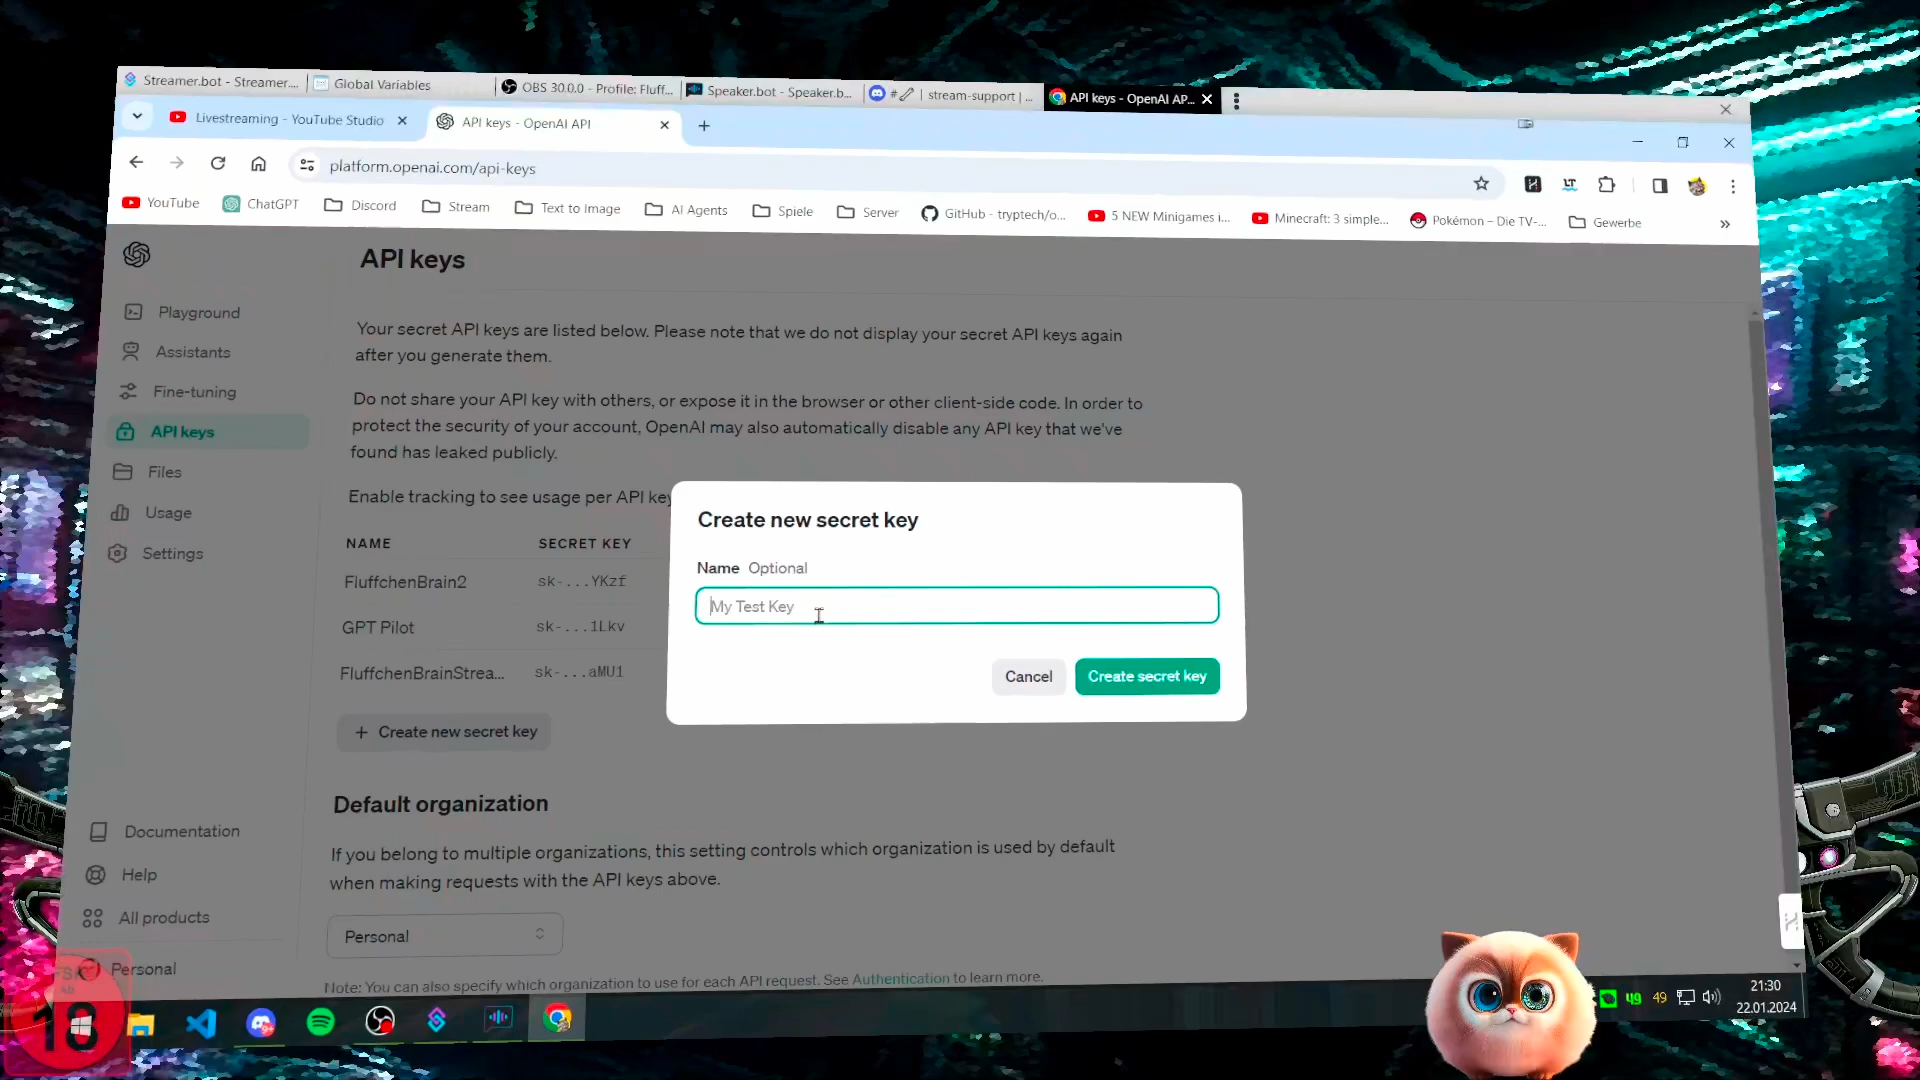 Streamer.bot - Streamer....
Global Variables
OBS 30.0.0 - Profile: Fluff...
Speaker.bot - Speaker.b...
# | stream-support | ...
API keys - OpenAI AP...
Livestreaming - YouTube Studio
API keys - OpenAI API
platform.openai.com/api-keys
YouTube
ChatGPT
Discord
Stream
Text to Image
AI Agents
Spiele
Server
GitHub - tryptech/o...
5 NEW Minigames i...
Minecraft: 3 simple...
Pokémon – Die TV-...
Gewerbe
»
LT
API keys
Playground
Assistants
Fine-tuning
API keys
Files
Usage
Settings
Your secret API keys are listed below. Please note that we do not display your secret API keys again
after you generate them.
Do not share your API key with others, or expose it in the browser or other client-side code. In order to
protect the security of your account, OpenAI may also automatically disable any API key that we've
found has leaked publicly.
Enable tracking to see usage per API key
NAME
SECRET KEY
FluffchenBrain2
sk-...YKzf
GPT Pilot
sk-...1Lkv
FluffchenBrainStrea...
sk-...aMU1
+ Create new secret key
Create new secret key
Name Optional
My Test Key
Cancel
Create secret key
Default organization
If you belong to multiple organizations, this setting controls which organization is used by default
when making requests with the API keys above.
Personal
Note: You can also specify which organization to use for each API request. See Authentication to learn more.
Documentation
Help
All products
Personal
FSK
ab
18
49
49
21:30
22.01.2024